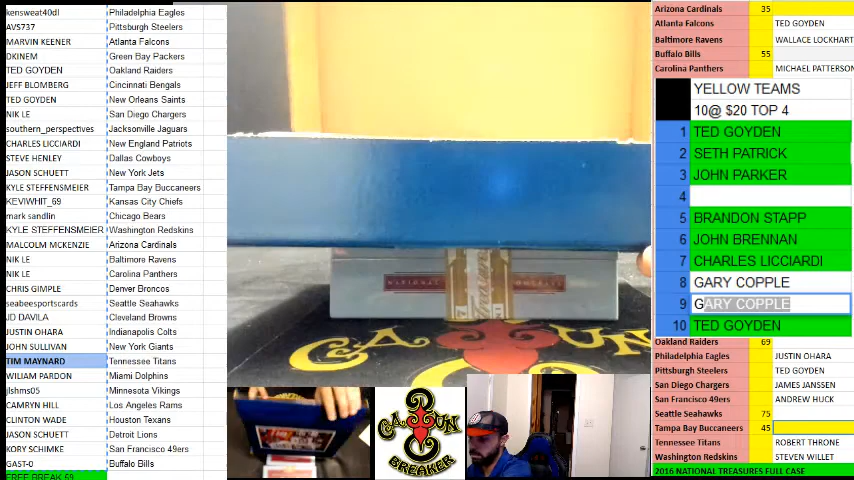 kensweat40dl Philadelphia Eagles
AVS737 Pittsburgh Steelers
MARVIN KEENER Atlanta Falcons
DKINEM Green Bay Packers
TED GOYDEN Oakland Raiders
JEFF BLOMBERG Cincinnati Bengals
TED GOYDEN New Orleans Saints
NIK LE San Diego Chargers
southern_perspectives Jacksonville Jaguars
CHARLES LICCIARDI New England Patriots
STEVE HENLEY Dallas Cowboys
JASON SCHUETT New York Jets
KYLE STEFFENSMEIER Tampa Bay Buccaneers
KEVIWHIT_69 Kansas City Chiefs
mark sandlin Chicago Bears
KYLE STEFFENSMEIER Washington Redskins
MALCOLM MCKENZIE Arizona Cardinals
NIK LE Baltimore Ravens
NIK LE Carolina Panthers
CHRIS GIMPLE Denver Broncos
seabeesportscards Seattle Seahawks
JD DAVILA Cleveland Browns
JUSTIN OHARA Indianapolis Colts
JOHN SULLIVAN New York Giants
TIM MAYNARD Tennessee Titans
WILIAM PARDON Miami Dolphins
jlshms05 Minnesota Vikings
CAMRYN HILL Los Angeles Rams
CLINTON WADE Houston Texans
JASON SCHUETT Detroit Lions
KORY SCHIMKE San Francisco 49ers
GAST-0 Buffalo Bills
FREE BREAK 59
NATIONAL TREASURES
CAJUN
CAJUN
BREAKER
Arizona Cardinals 35
Atlanta Falcons TED GOYDEN
Baltimore Ravens WALLACE LOCKHART
Buffalo Bills 55
Carolina Panthers MICHAEL PATTERSON
YELLOW TEAMS
10@ $20 TOP 4
1 TED GOYDEN
2 SETH PATRICK
3 JOHN PARKER
4
5 BRANDON STAPP
6 JOHN BRENNAN
7 CHARLES LICCIARDI
8 GARY COPPLE
9 GARY COPPLE
10 TED GOYDEN
Oakland Raiders 69
Philadelphia Eagles JUSTIN OHARA
Pittsburgh Steelers TED GOYDEN
San Diego Chargers JAMES JANSSEN
San Francisco 49ers ANDREW HUCK
Seattle Seahawks 75
Tampa Bay Buccaneers 45
Tennessee Titans ROBERT THRONE
Washington Redskins STEVEN WILLET
2016 NATIONAL TREASURES FULL CASE